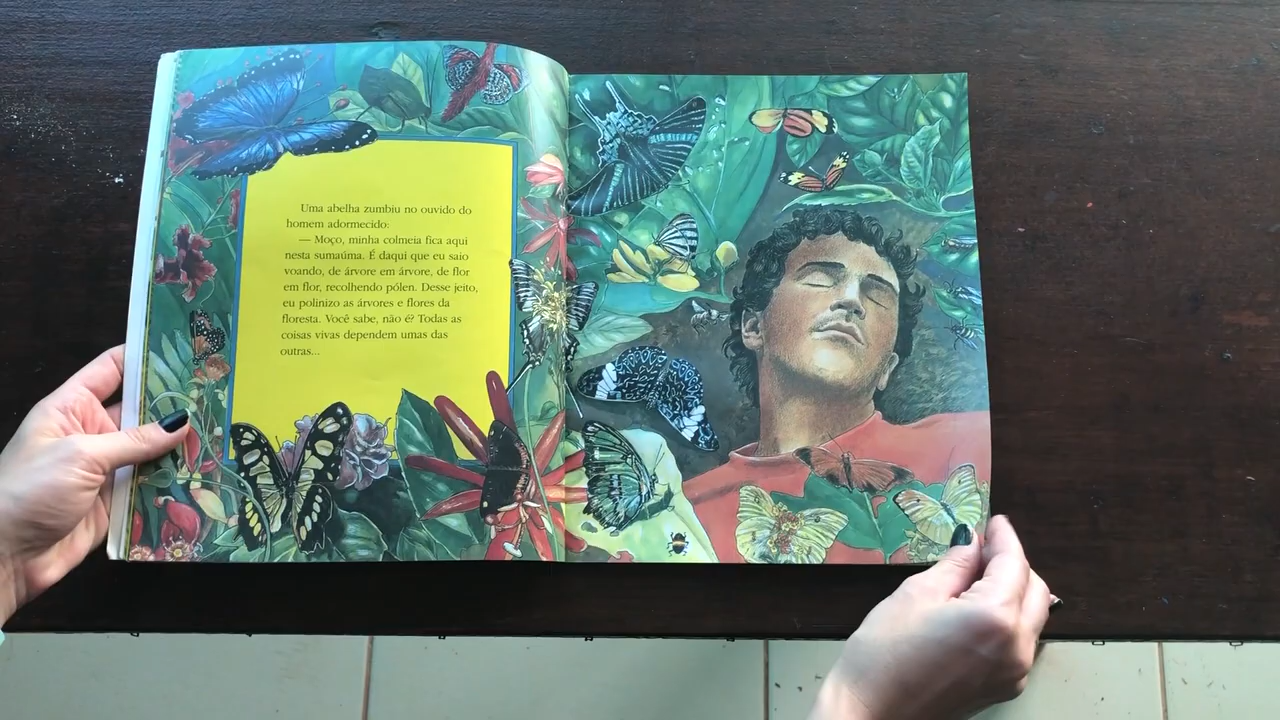 Uma abelha zumbiu no ouvido do
homem adormecido:
— Moço, minha colmeia fica aqui
nesta sumaúma. É daqui que eu saio
voando, de árvore em árvore, de flor
em flor, recolhendo pólen. Desse jeito,
eu polinizo as árvores e flores da
floresta. Você sabe, não é? Todas as
coisas vivas dependem umas das
outras...